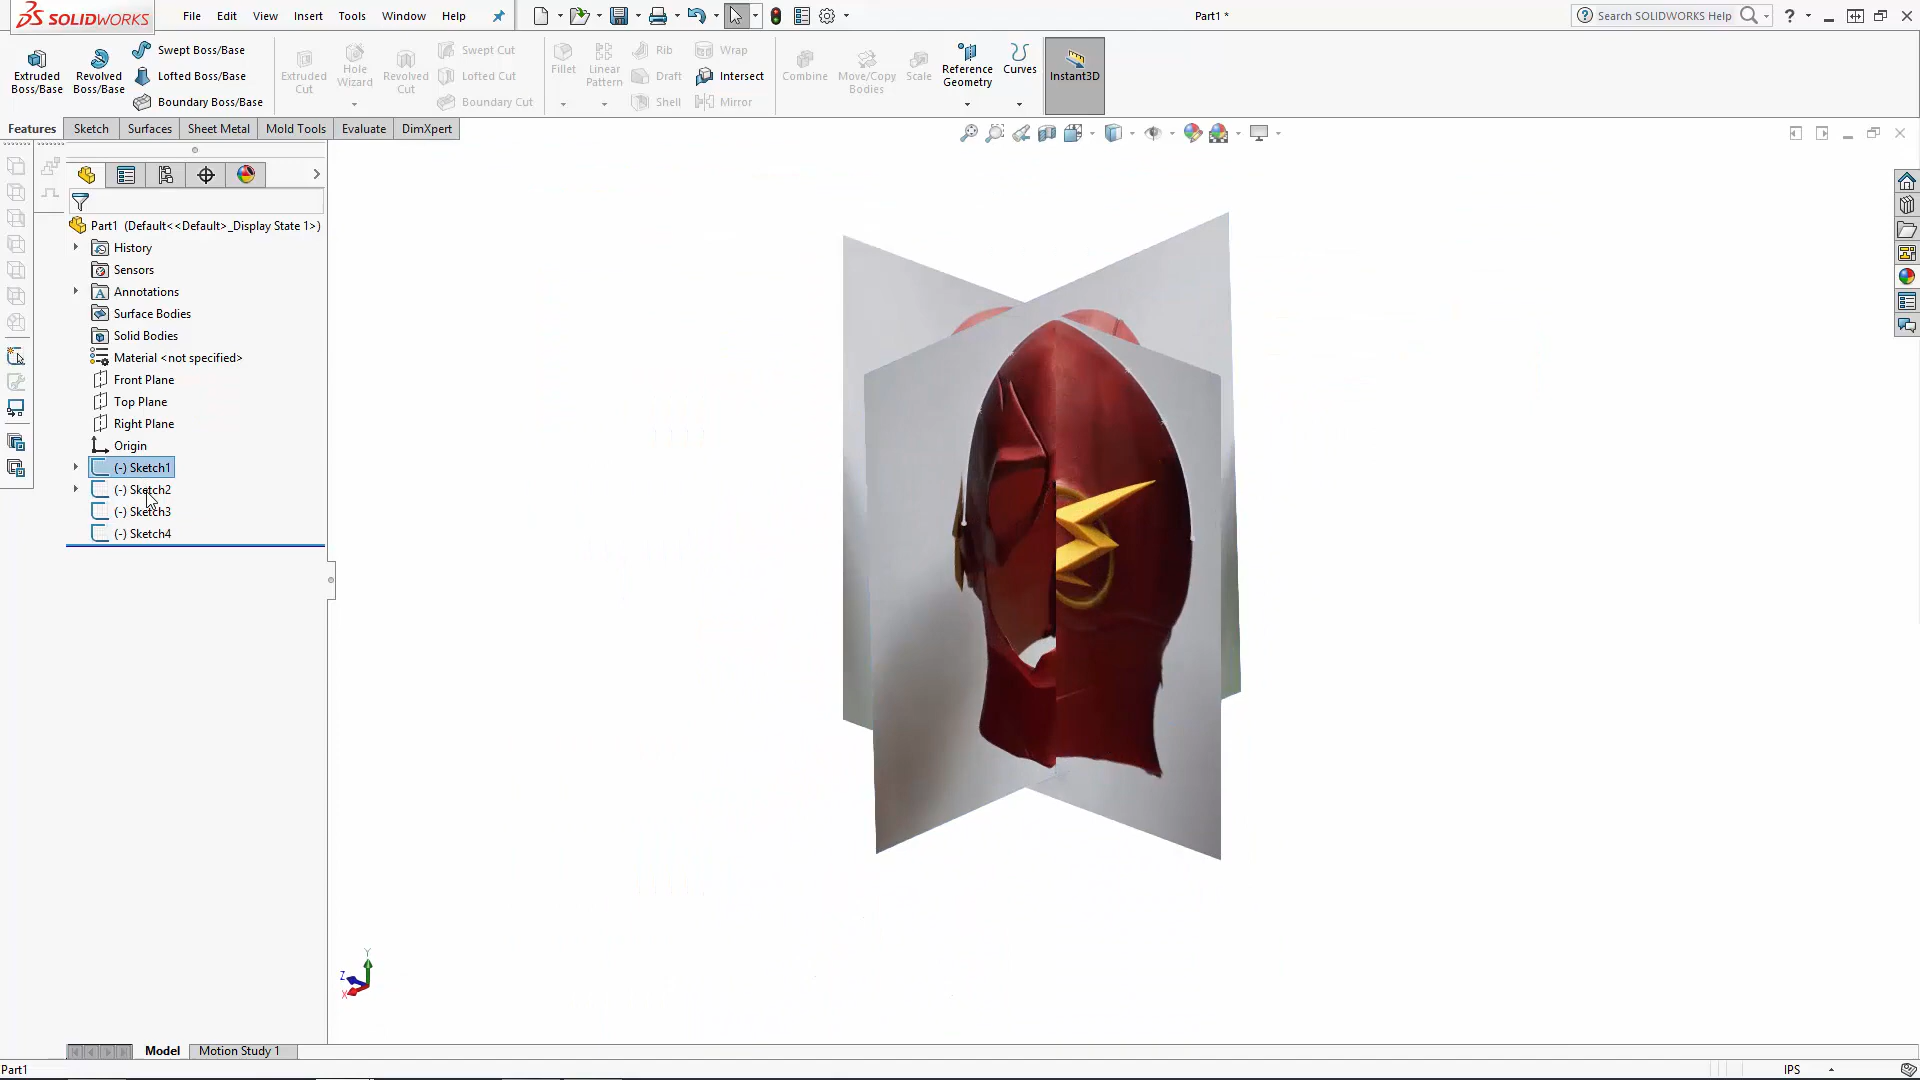 SOLIDWORKS
File Edit View Insert Tools Window Help
Part1 *
Search SOLIDWORKS Help
Extruded Boss/Base
Revolved Boss/Base
Swept Boss/Base
Lofted Boss/Base
Boundary Boss/Base
Extruded Cut
Hole Wizard
Revolved Cut
Swept Cut
Lofted Cut
Boundary Cut
Fillet
Linear Pattern
Rib
Draft
Shell
Wrap
Intersect
Mirror
Combine
Move/Copy Bodies
Scale
Reference Geometry
Curves
Instant3D
Features Sketch Surfaces Sheet Metal Mold Tools Evaluate DimXpert
Part1 (Default<<Default>_Display State 1>)
History
Sensors
Annotations
Surface Bodies
Solid Bodies
Material <not specified>
Front Plane
Top Plane
Right Plane
Origin
(-) Sketch1
(-) Sketch2
(-) Sketch3
(-) Sketch4
Y
Z
X
Model Motion Study 1
Part1
IPS